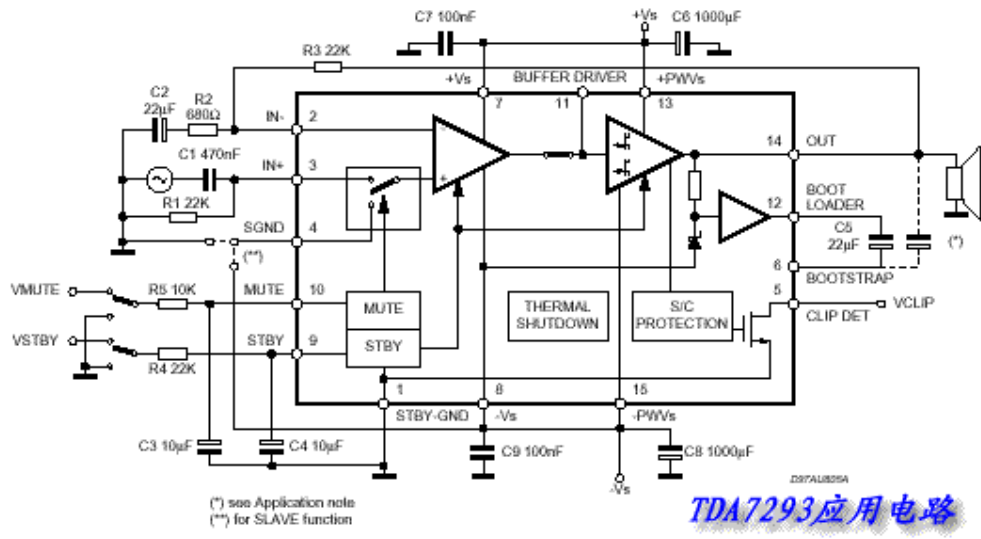 C7 100nF
+Vs
C6 1000µF
R3 22K
+Vs
BUFFER DRIVER
+PWVs
7
11
13
C2
22µF
R2
680Ω
IN-
2
-
14
OUT
C1 470nF
IN+
3
+
R1 22K
SGND
4
(**)
12
BOOT
LOADER
C5
22µF
(*)
6
BOOTSTRAP
VMUTE
R5 10K
MUTE
10
MUTE
THERMAL
SHUTDOWN
S/C
PROTECTION
5
VCLIP
CLIP DET
VSTBY
STBY
9
STBY
R4 22K
1
8
15
STBY-GND
-Vs
-PWVs
C3 10µF
C4 10µF
C9 100nF
C8 1000µF
-Vs
D97AU805A
(*) see Application note
(**) for SLAVE function
TDA7293应用电路